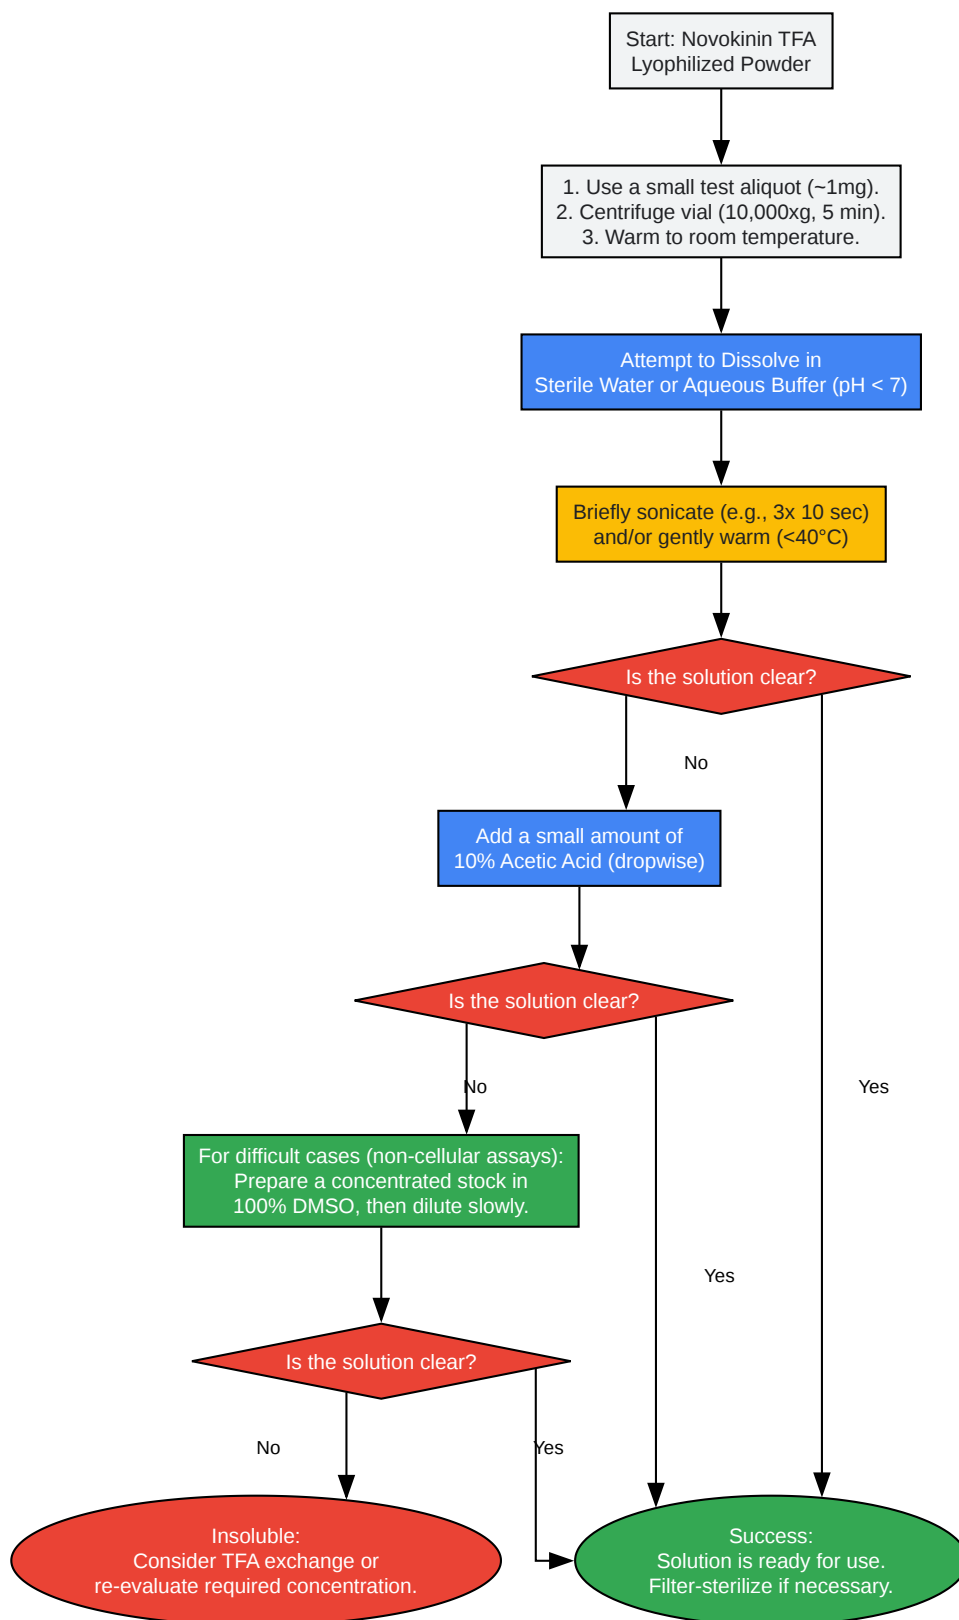 Start: Novokinin TFA
Lyophilized Powder
1. Use a small test aliquot (~1mg).
2. Centrifuge vial (10,000xg, 5 min).
3. Warm to room temperature.
Attempt to Dissolve in
Sterile Water or Aqueous Buffer (pH < 7)
Briefly sonicate (e.g., 3x 10 sec)
and/or gently warm (<40°C)
Is the solution clear?
No
Add a small amount of
10% Acetic Acid (dropwise)
Is the solution clear?
No
Yes
For difficult cases (non-cellular assays):
Prepare a concentrated stock in
100% DMSO, then dilute slowly.
Yes
Is the solution clear?
No
Yes
Insoluble:
Consider TFA exchange or
re-evaluate required concentration.
Success:
Solution is ready for use.
Filter-sterilize if necessary.